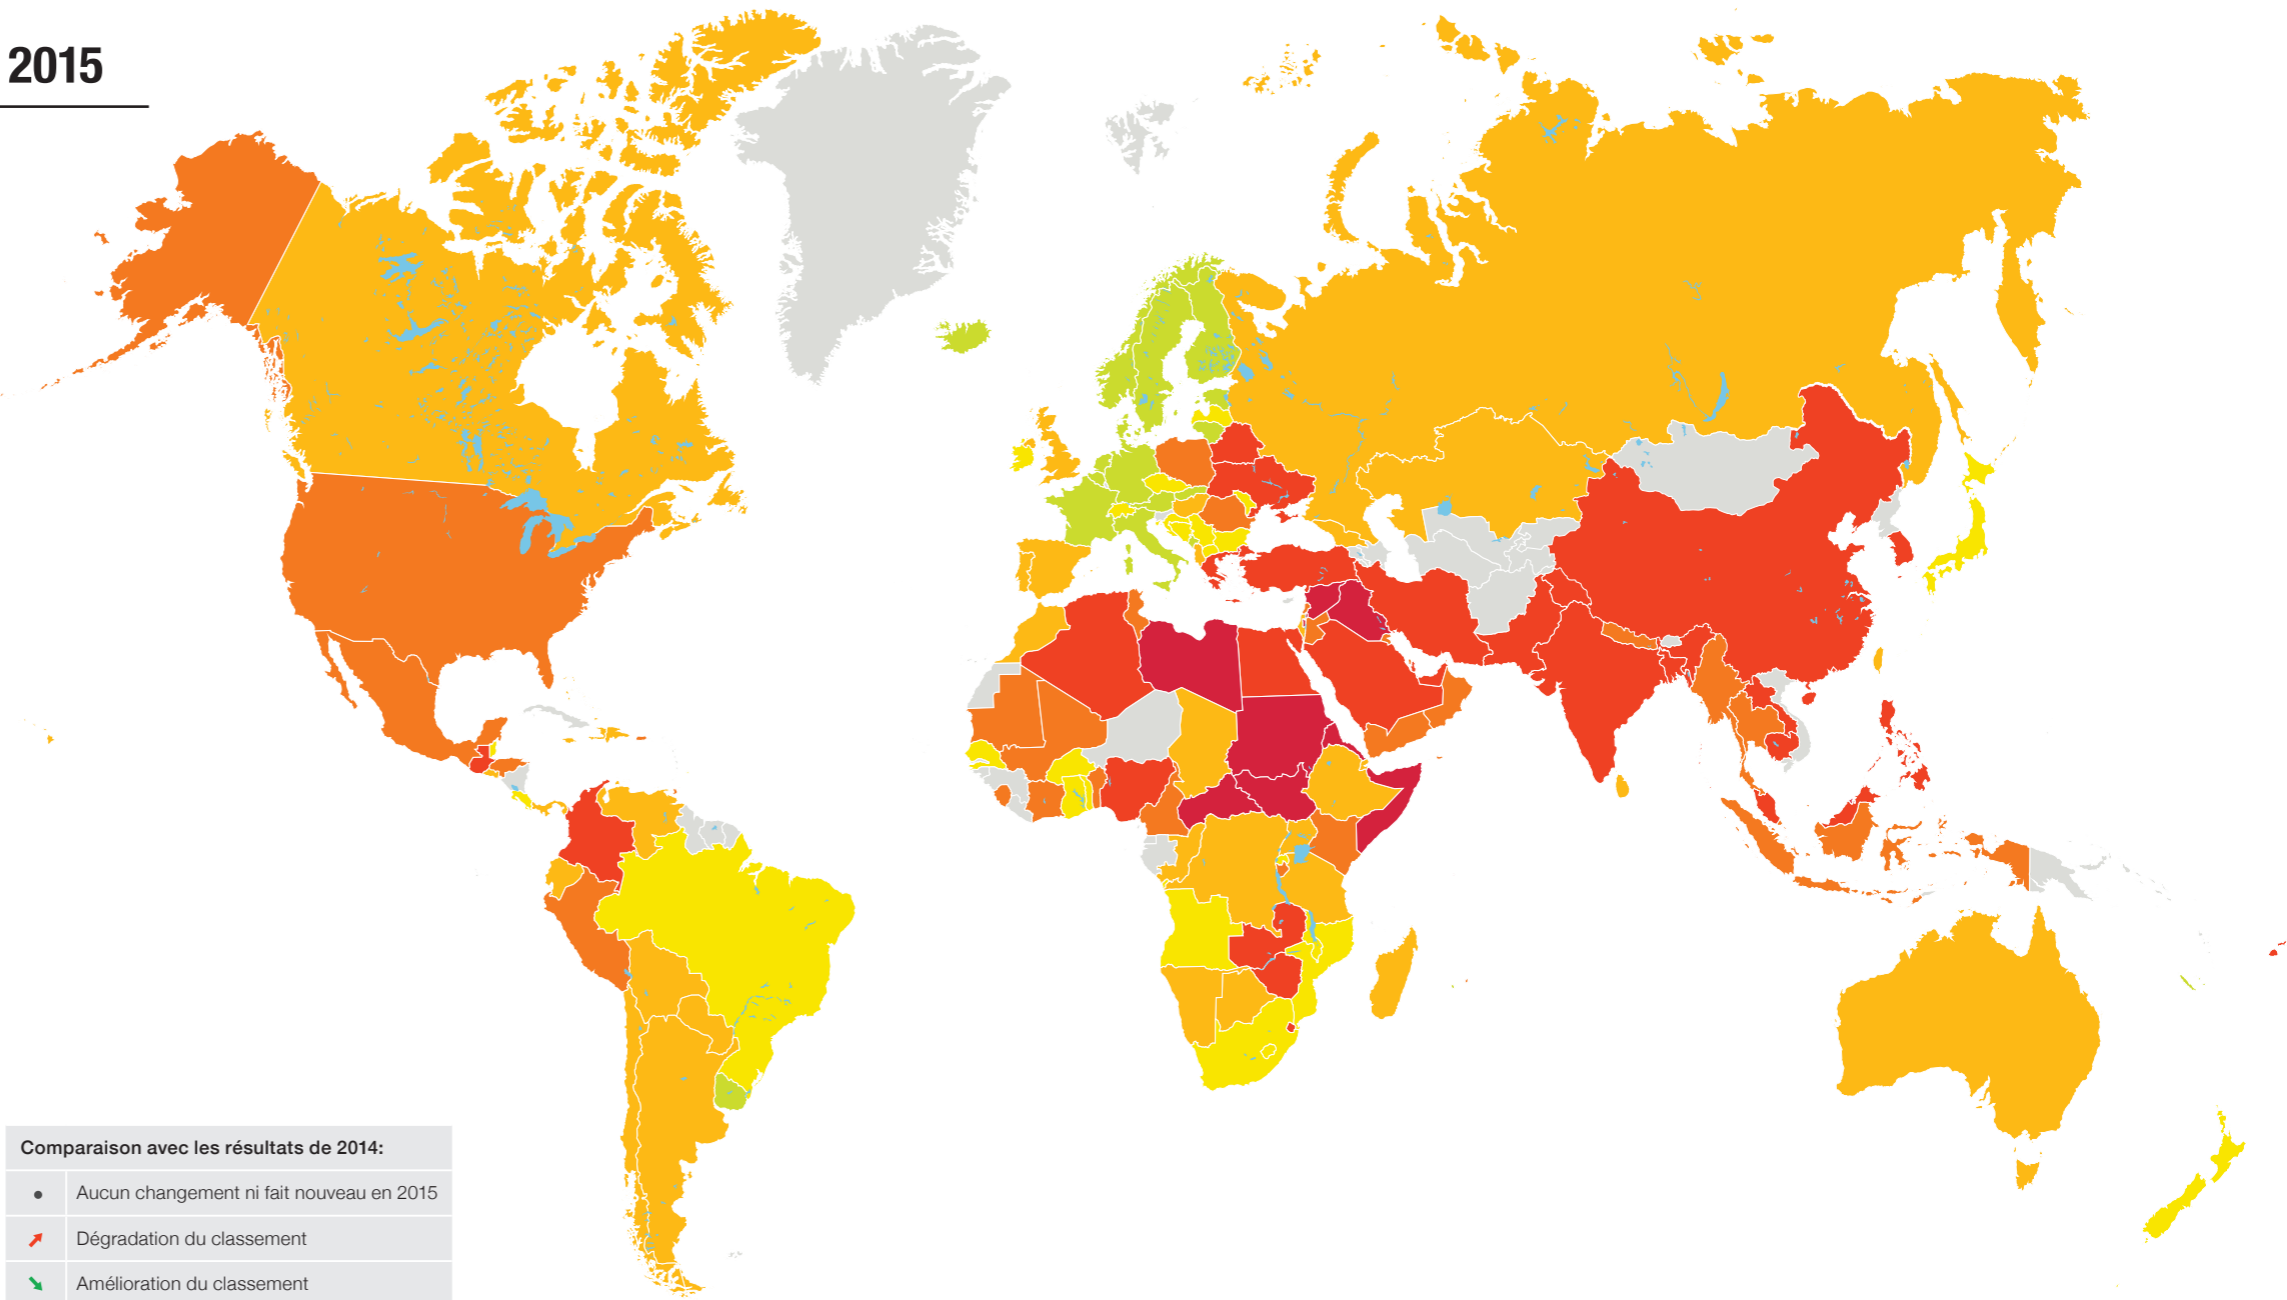 2015
Comparaison avec les résultats de 2014:
Aucun changement ni fait nouveau en 2015
Dégradation du classement
Amélioration du classement